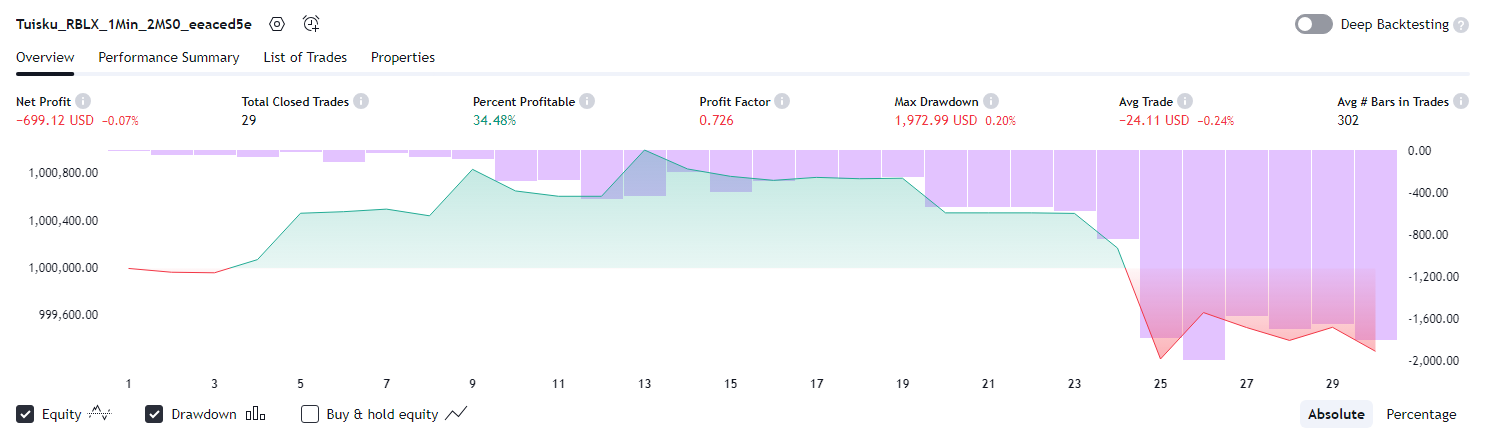 Tuisku_RBLX_1Min_2MS0_eeaced5e
Deep Backtesting ?
Overview Performance Summary List of Trades Properties
Net Profit i Total Closed Trades i Percent Profitable i Profit Factor i Max Drawdown i Avg Trade i Avg # Bars in Trades i
−699.12 USD −0.07% 29 34.48% 0.726 1,972.99 USD 0.20% −24.11 USD −0.24% 302
0.00
1,000,800.00
-400.00
1,000,400.00
-800.00
1,000,000.00
-1,200.00
999,600.00
-1,600.00
-2,000.00
1 3 5 7 9 11 13 15 17 19 21 23 25 27 29
Equity Drawdown Buy & hold equity Absolute Percentage